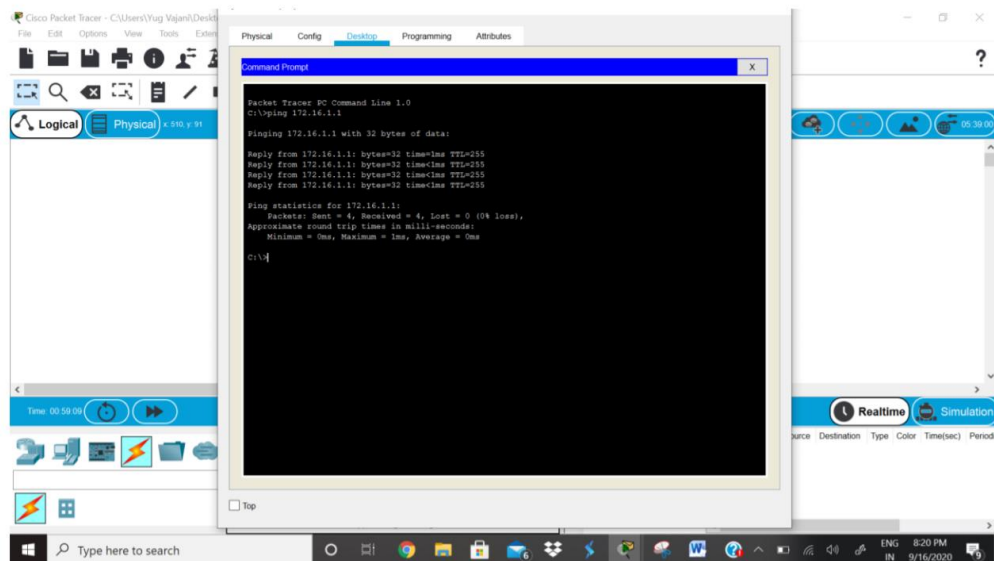 Cisco Packet Tracer - C:\Users\Yug Vajani\Deskt
File Edit Options View Tools Exten
Physical Config Desktop Programming Attributes
Command Prompt X
Packet Tracer PC Command Line 1.0
C:\>ping 172.16.1.1
Pinging 172.16.1.1 with 32 bytes of data:
Reply from 172.16.1.1: bytes=32 time=1ms TTL=255
Reply from 172.16.1.1: bytes=32 time<1ms TTL=255
Reply from 172.16.1.1: bytes=32 time<1ms TTL=255
Reply from 172.16.1.1: bytes=32 time<1ms TTL=255
Ping statistics for 172.16.1.1:
Packets: Sent = 4, Received = 4, Lost = 0 (0% loss),
Approximate round trip times in milli-seconds:
Minimum = 0ms, Maximum = 1ms, Average = 0ms
C:\>
Logical Physical x: 510, y: 91 05:39:00
Time: 00:59:09 Realtime Simulation
Destination Type Color Time(sec) Period
Top
Type here to search
ENG 8:20 PM
IN 9/16/2020